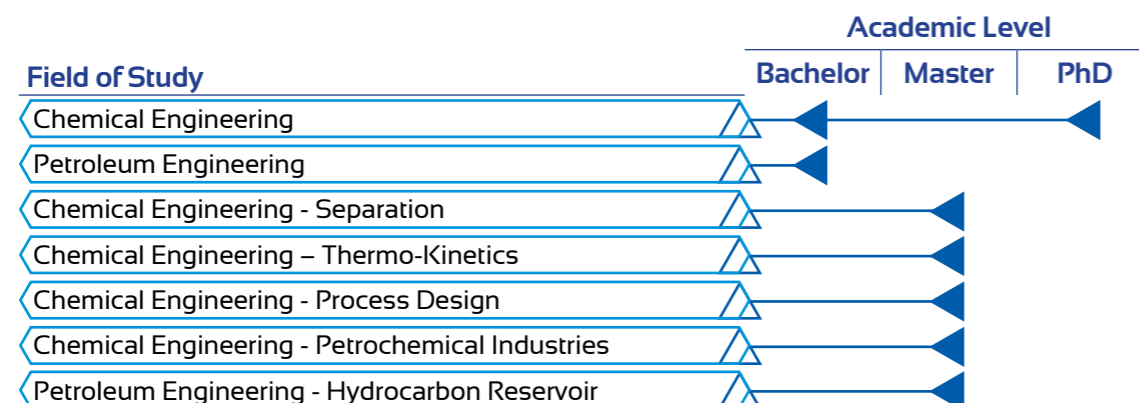 Academic Level
Field of Study Bachelor Master PhD
Chemical Engineering
Petroleum Engineering
Chemical Engineering - Separation
Chemical Engineering – Thermo-Kinetics
Chemical Engineering - Process Design
Chemical Engineering - Petrochemical Industries
Petroleum Engineering - Hydrocarbon Reservoir